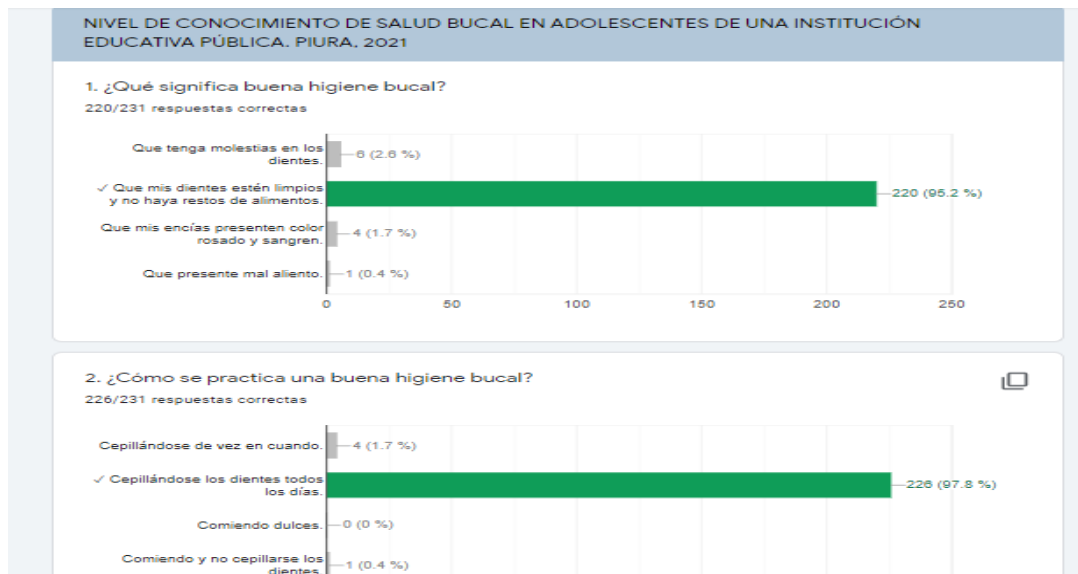 NIVEL DE CONOCIMIENTO DE SALUD BUCAL EN ADOLESCENTES DE UNA INSTITUCIÓN
EDUCATIVA PÚBLICA. PIURA, 2021
1. ¿Qué significa buena higiene bucal?
220/231 respuestas correctas
Que tenga molestias en los
dientes.
6 (2.6 %)
✓ Que mis dientes estén limpios
y no haya restos de alimentos.
220 (95.2 %)
Que mis encías presenten color
rosado y sangren.
4 (1.7 %)
Que presente mal aliento.
1 (0.4 %)
0 50 100 150 200 250
2. ¿Cómo se practica una buena higiene bucal?
226/231 respuestas correctas
Cepillándose de vez en cuando.
4 (1.7 %)
✓ Cepillándose los dientes todos
los días.
226 (97.8 %)
Comiendo dulces.
0 (0 %)
Comiendo y no cepillarse los
dientes.
1 (0.4 %)